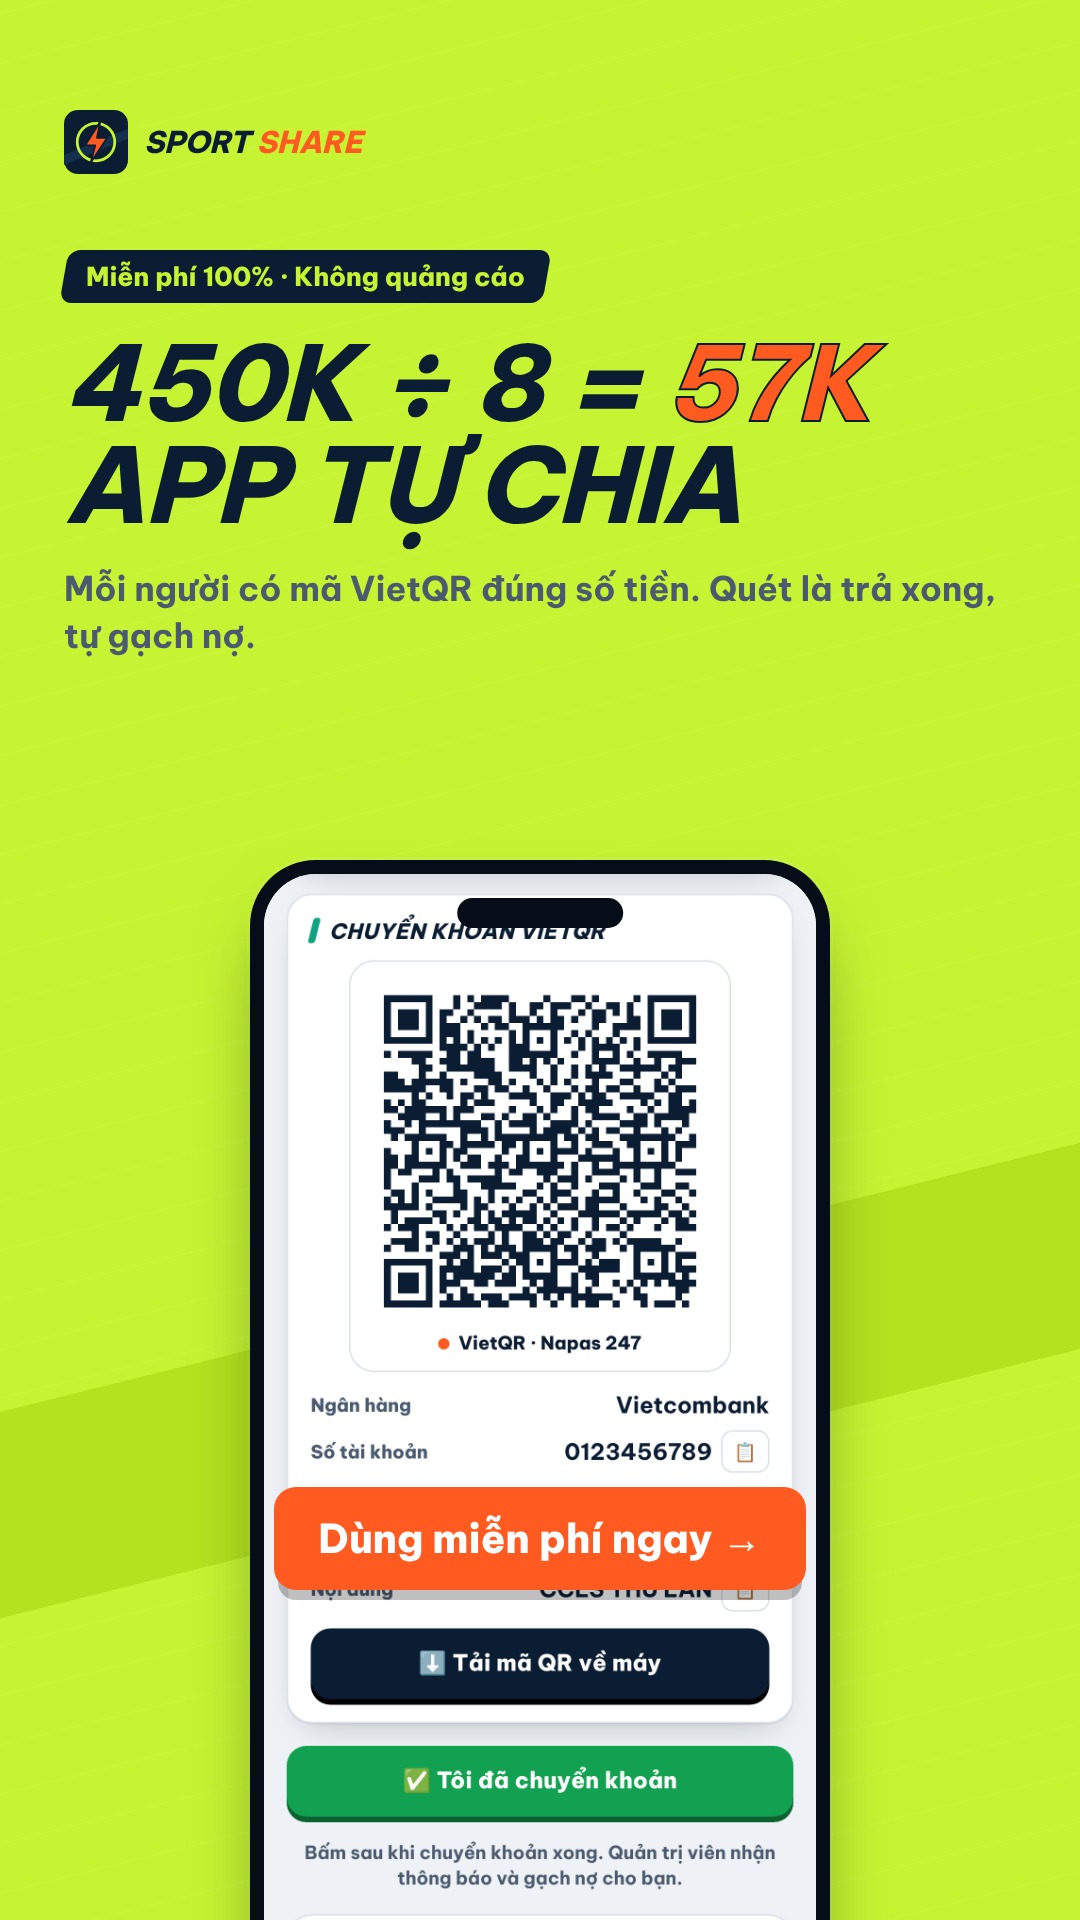 SPORT SHARE
Miễn phí 100% · Không quảng cáo
450K ÷ 8 = 57K
APP TỰ CHIA
Mỗi người có mã VietQR đúng số tiền. Quét là trả xong,
tự gạch nợ.
CHUYỂN KHOẢN VIETQR
VietQR · Napas 247
Ngân hàng Vietcombank
Số tài khoản 0123456789
Dùng miễn phí ngay →
Nội dung
Tải mã QR về máy
Tôi đã chuyển khoản
Bấm sau khi chuyển khoản xong. Quản trị viên nhận
thông báo và gạch nợ cho bạn.